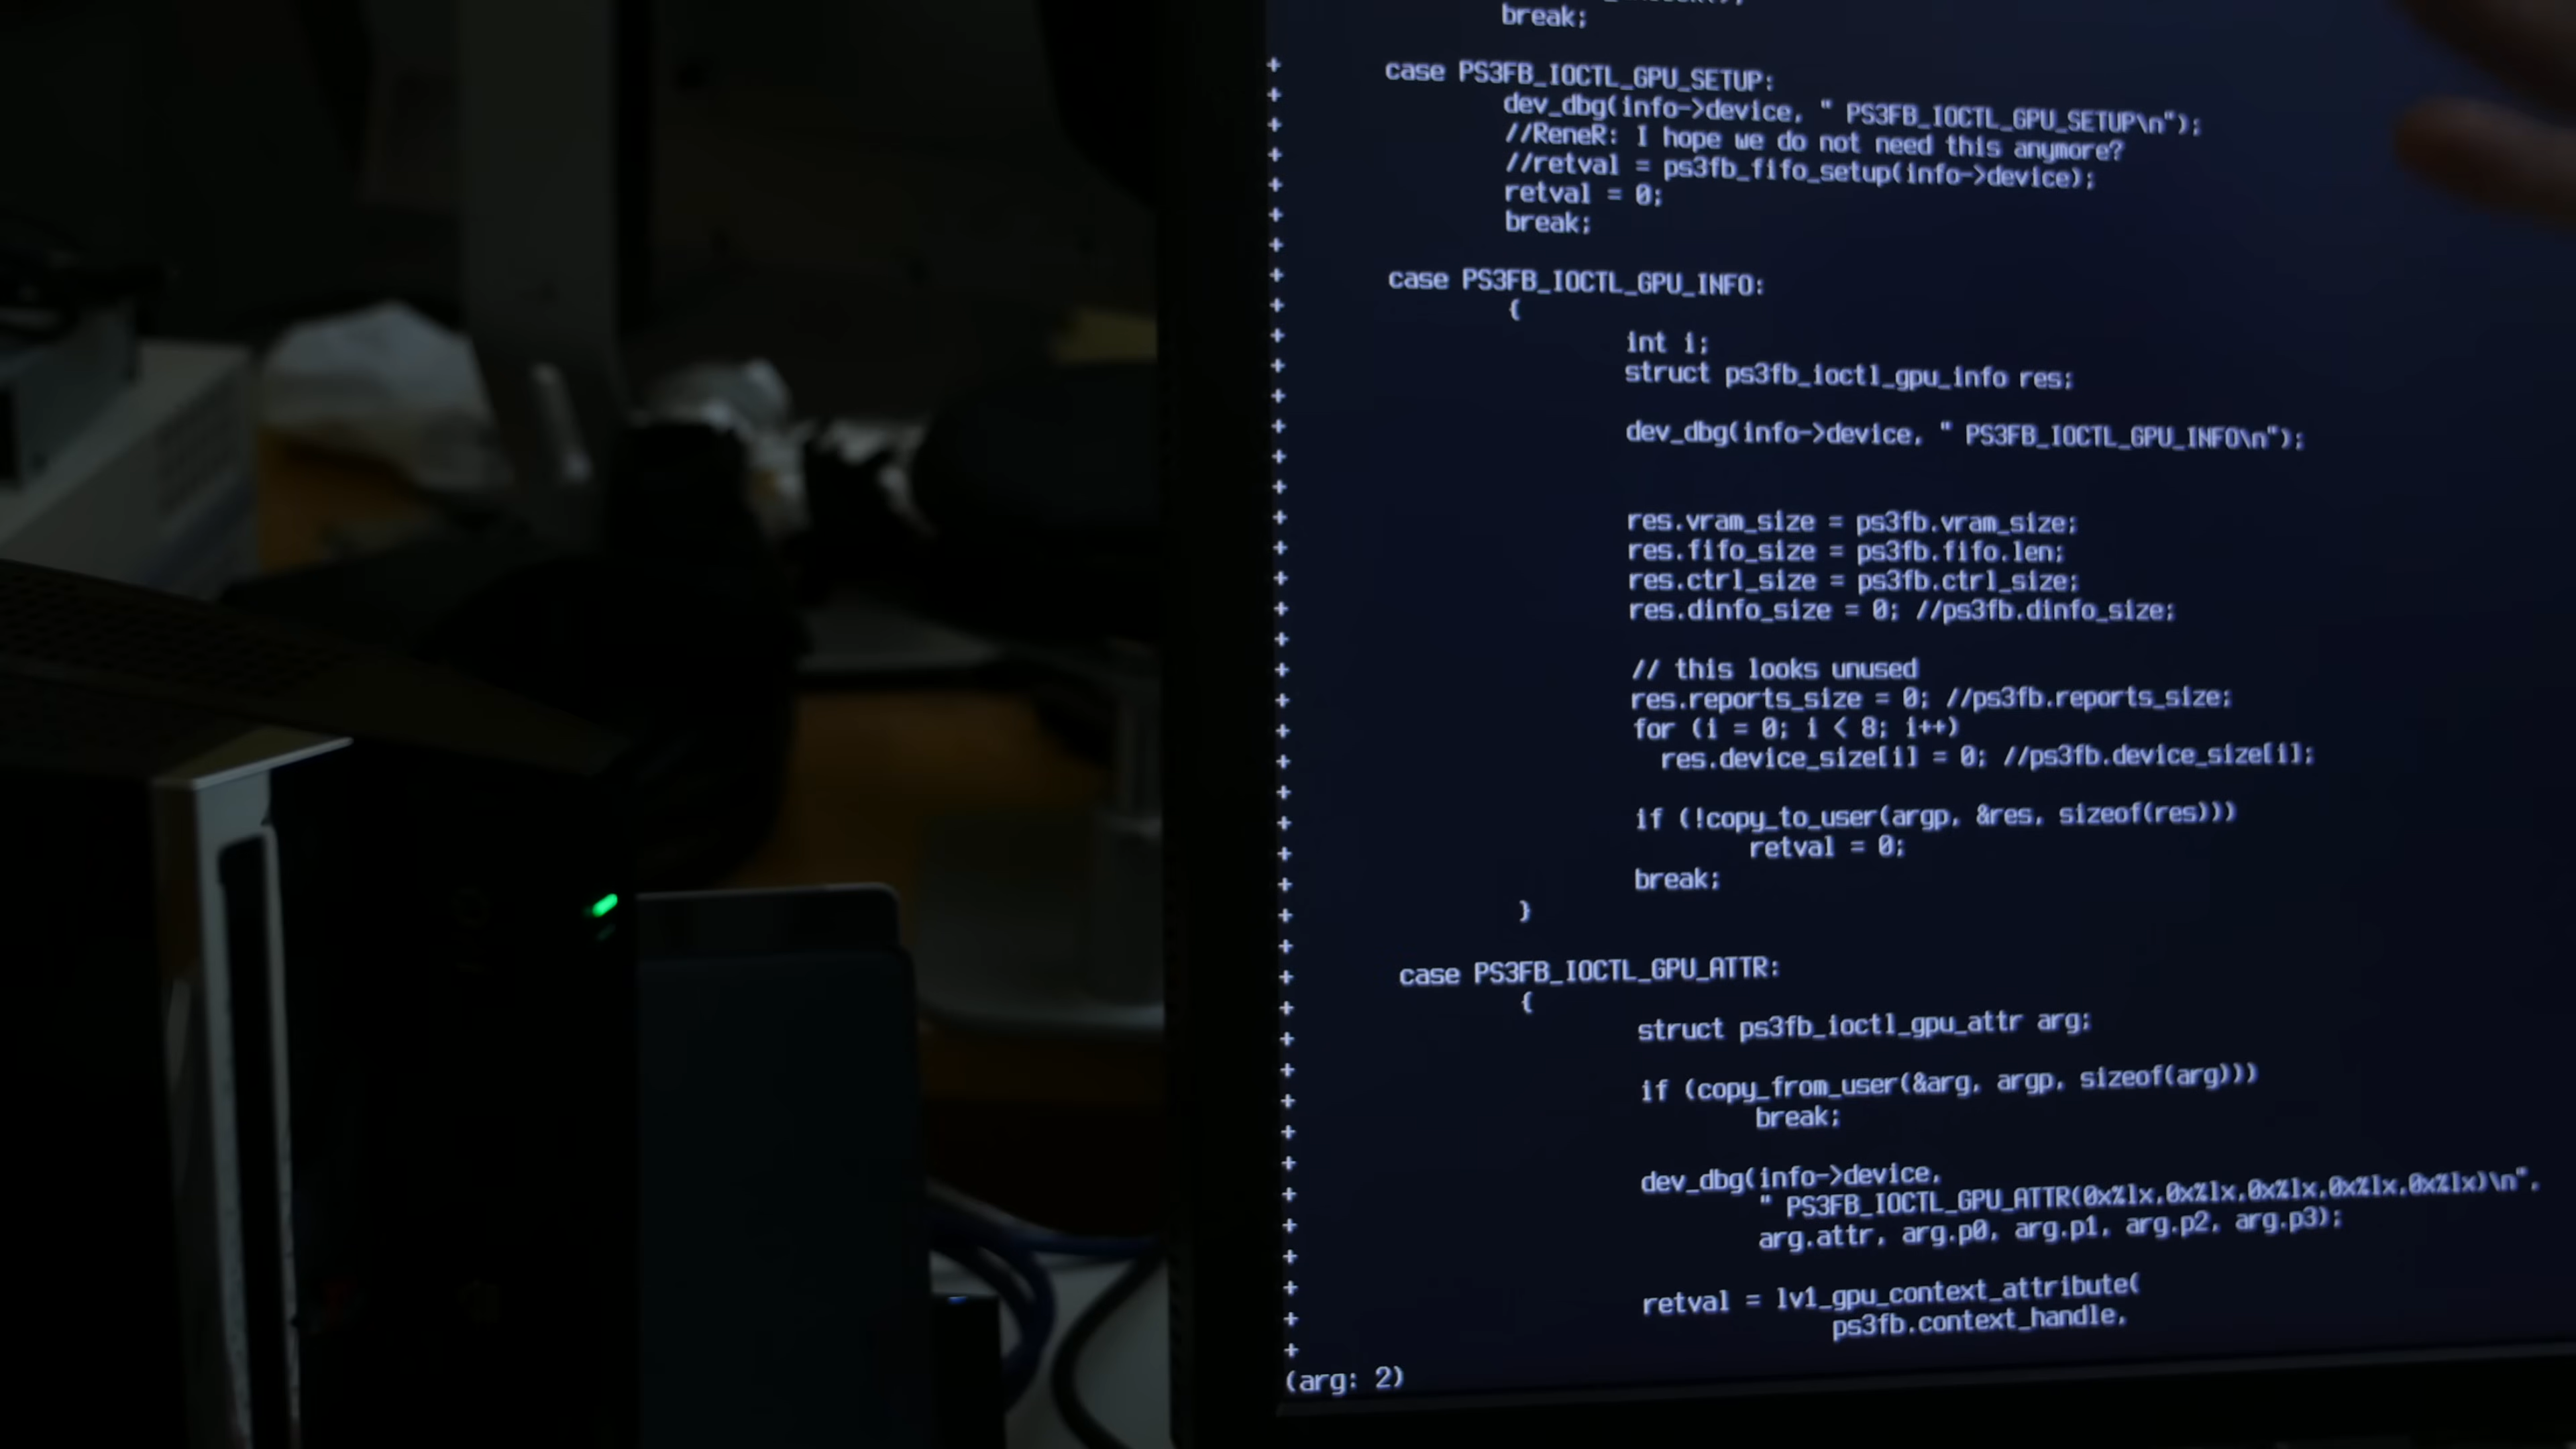 break;
+
+ case PS3FB_IOCTL_GPU_SETUP:
+ dev_dbg(info->device, " PS3FB_IOCTL_GPU_SETUP\n");
+ //ReneR: I hope we do not need this anymore?
+ //retval = ps3fb_fifo_setup(info->device);
+ retval = 0;
+ break;
+
+ case PS3FB_IOCTL_GPU_INFO:
+ {
+ int i;
+ struct ps3fb_ioctl_gpu_info res;
+
+ dev_dbg(info->device, " PS3FB_IOCTL_GPU_INFO\n");
+
+
+ res.vram_size = ps3fb.vram_size;
+ res.fifo_size = ps3fb.fifo.len;
+ res.ctrl_size = ps3fb.ctrl_size;
+ res.dinfo_size = 0; //ps3fb.dinfo_size;
+
+ // this looks unused
+ res.reports_size = 0; //ps3fb.reports_size;
+ for (i = 0; i < 8; i++)
+ res.device_size[i] = 0; //ps3fb.device_size[i];
+
+ if (!copy_to_user(argp, &res, sizeof(res)))
+ retval = 0;
+ break;
+ }
+
+ case PS3FB_IOCTL_GPU_ATTR:
+ {
+ struct ps3fb_ioctl_gpu_attr arg;
+
+ if (copy_from_user(&arg, argp, sizeof(arg)))
+ break;
+
+ dev_dbg(info->device,
+ " PS3FB_IOCTL_GPU_ATTR(0x%lx,0x%lx,0x%lx,0x%lx,0x%lx)\n",
+ arg.attr, arg.p0, arg.p1, arg.p2, arg.p3);
+
+ retval = lv1_gpu_context_attribute(
+ ps3fb.context_handle,
(arg: 2)